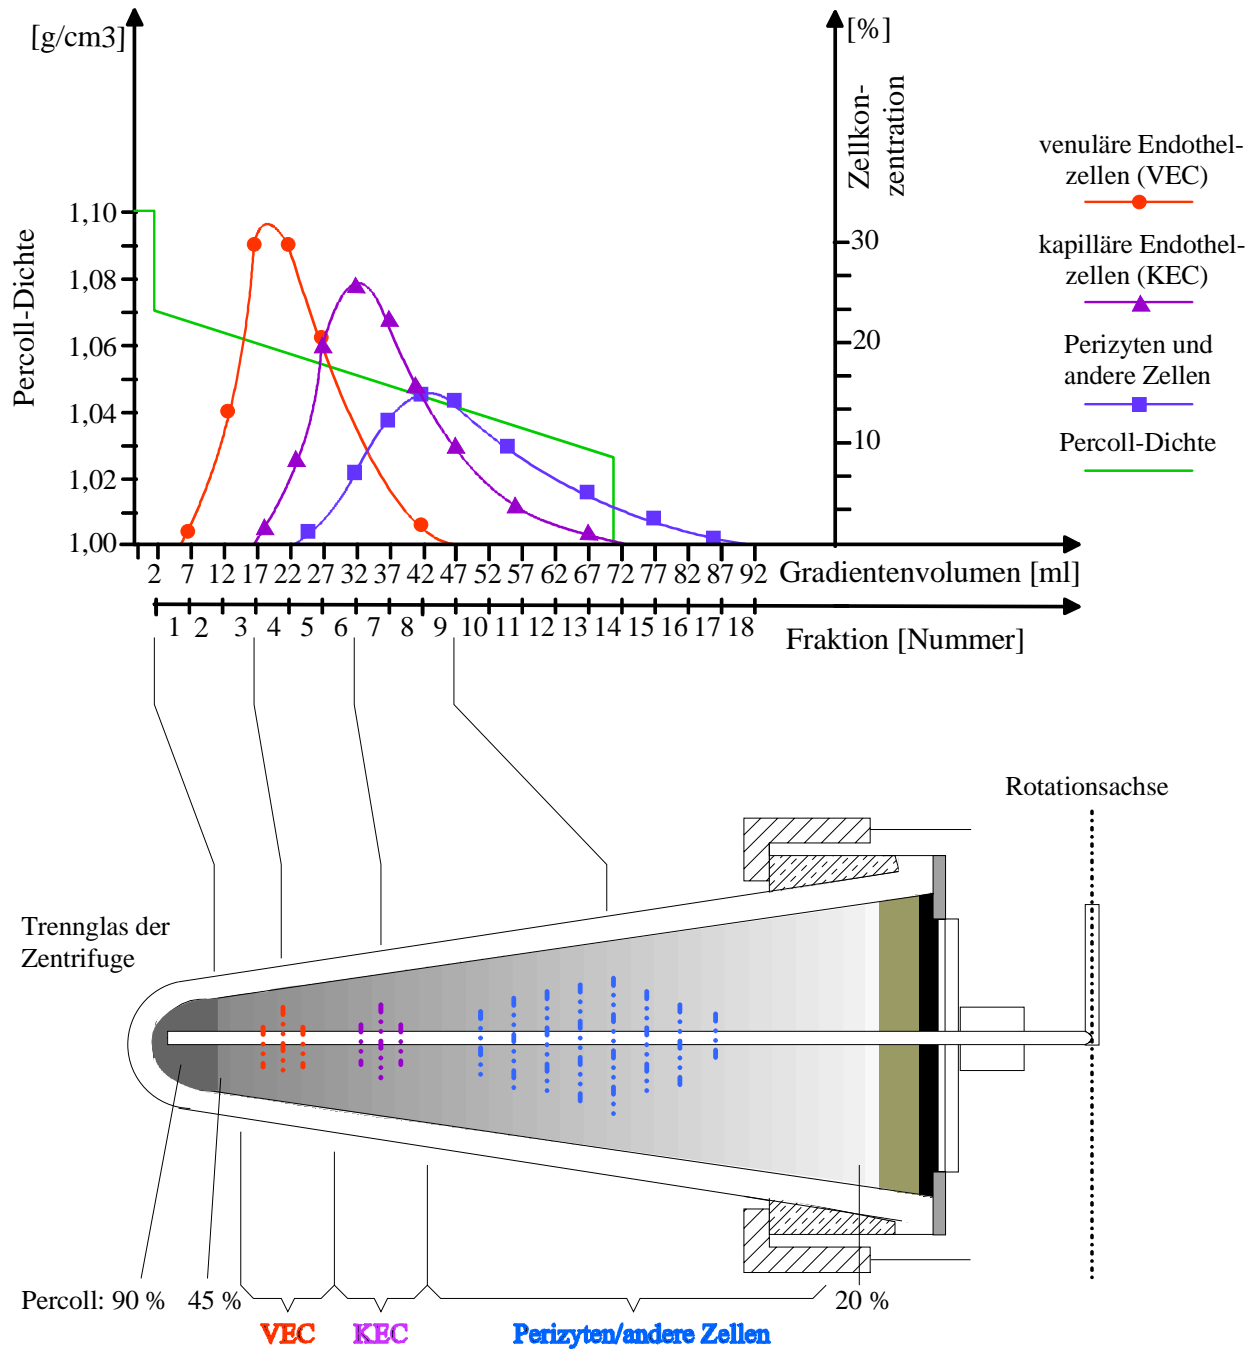 [g/cm3]
[%]
Zellkon-
zentration
Percoll-Dichte
1,10
1,08
1,06
1,04
1,02
1,00
30
20
10
venuläre Endothel-
zellen (VEC)
kapilläre Endothel-
zellen (KEC)
Perizyten und
andere Zellen
Percoll-Dichte
2 7 12 17 22 27 32 37 42 47 52 57 62 67 72 77 82 87 92 Gradientenvolumen [ml]
1 2 3 4 5 6 7 8 9 10 11 12 13 14 15 16 17 18 Fraktion [Nummer]
Rotationsachse
Trennglas der
Zentrifuge
Percoll: 90 % 45 % 20 %
VEC KEC Perizyten/andere Zellen